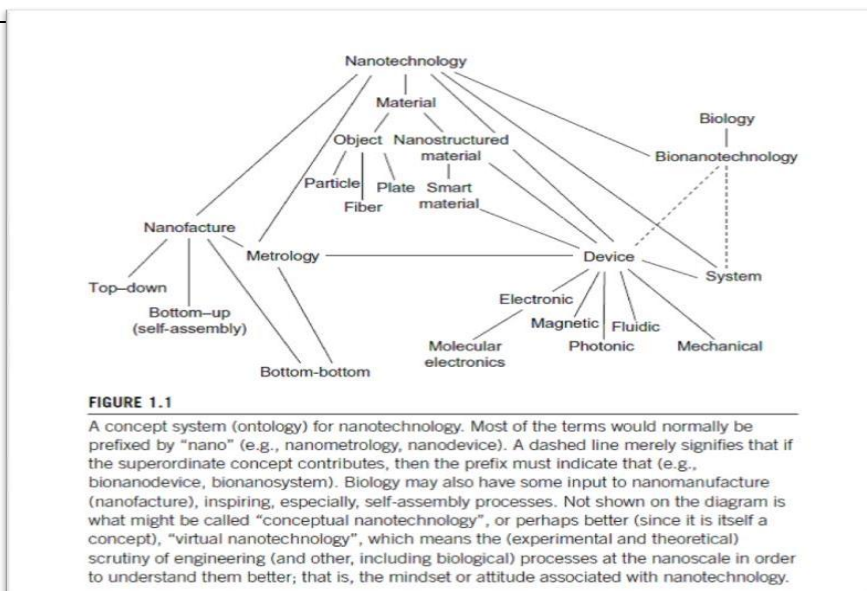 Nanotechnology
Material
Biology
Object Nanostructured
material
Bionanotechnology
Particle
Plate Smart
material
Fiber
Nanofacture
Metrology
Device
System
Top–down
Electronic
Bottom–up
(self-assembly)
Magnetic Fluidic
Molecular
electronics
Photonic
Mechanical
Bottom-bottom
FIGURE 1.1
A concept system (ontology) for nanotechnology. Most of the terms would normally be
prefixed by “nano” (e.g., nanometrology, nanodevice). A dashed line merely signifies that if
the superordinate concept contributes, then the prefix must indicate that (e.g.,
bionanodevice, bionanosystem). Biology may also have some input to nanomanufacture
(nanofacture), inspiring, especially, self-assembly processes. Not shown on the diagram is
what might be called “conceptual nanotechnology”, or perhaps better (since it is itself a
concept), “virtual nanotechnology”, which means the (experimental and theoretical)
scrutiny of engineering (and other, including biological) processes at the nanoscale in order
to understand them better; that is, the mindset or attitude associated with nanotechnology.